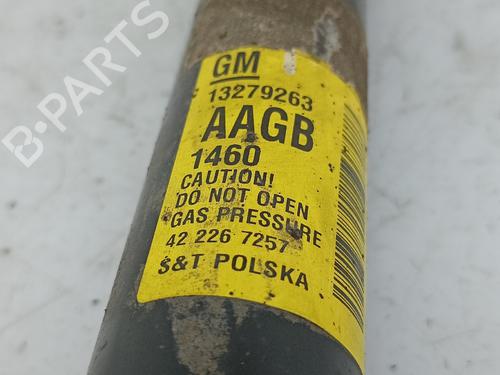 B-PARTS
GM
13279263
AAGB
1460
CAUTION!
DO NOT OPEN
GAS PRESSURE
42 226 7257
S&T POLSKA